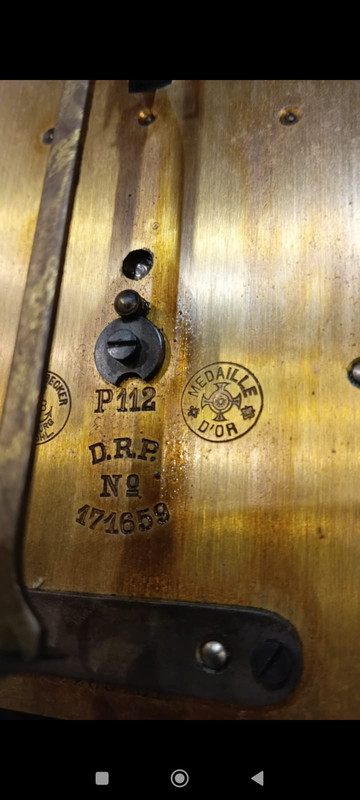 P112
MEDAILLE
D'OR
D.R.P.
Nº
171659